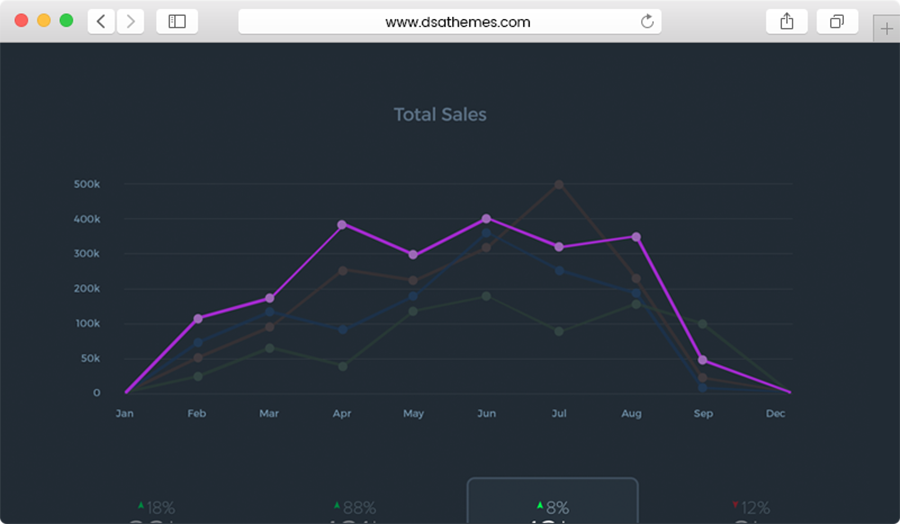 www.dsathemes.com
Total Sales
500k
400k
300k
200k
100k
50k
0
Jan Feb Mar Apr May Jun Jul Aug Sep Dec
18% 88% 8% 12%